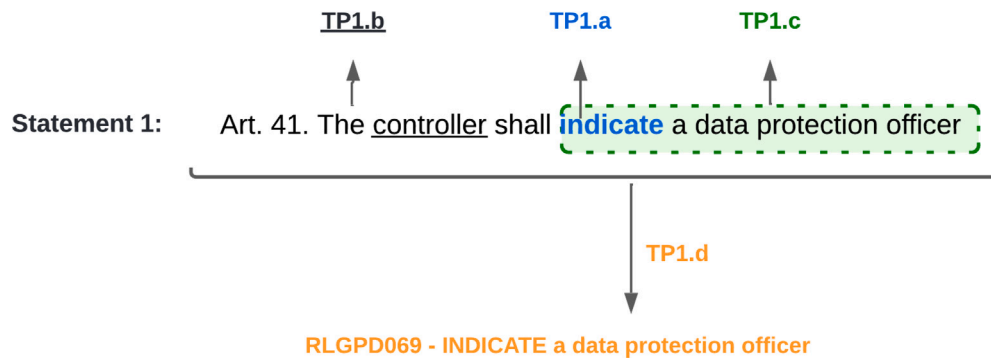 TP1.b TP1.a TP1.c
Statement 1: Art. 41. The controller shall indicate a data protection officer
TP1.d
RLGPD069 - INDICATE a data protection officer